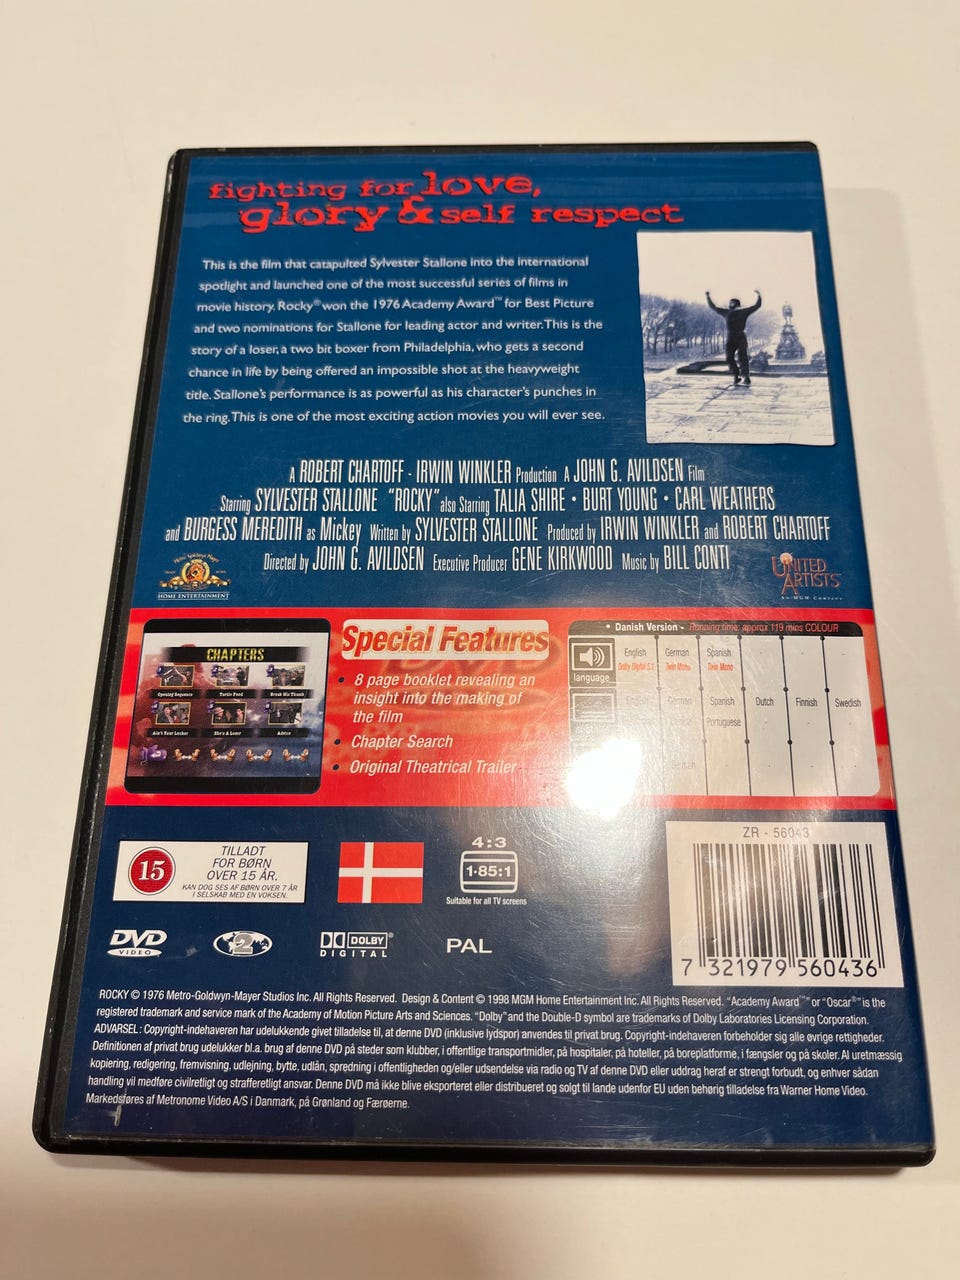 fighting for love,
glory & self respect
This is the film that catapulted Sylvester Stallone into the international
spotlight and launched one of the most successful series of films in
movie history. Rocky® won the 1976 Academy Award™ for Best Picture
and two nominations for Stallone for leading actor and writer. This is the
story of a loser, a two bit boxer from Philadelphia, who gets a second
chance in life by being offered an impossible shot at the heavyweight
title. Stallone's performance is as powerful as his character's punches in
the ring. This is one of the most exciting action movies you will ever see.
A ROBERT CHARTOFF - IRWIN WINKLER Production A JOHN G. AVILDSEN Film
Starring SYLVESTER STALLONE "ROCKY" also Starring TALIA SHIRE • BURT YOUNG • CARL WEATHERS
and BURGESS MEREDITH as Mickey Written by SYLVESTER STALLONE Produced by IRWIN WINKLER and ROBERT CHARTOFF
Directed by JOHN G. AVILDSEN Executive Producer GENE KIRKWOOD Music by BILL CONTI
HOME ENTERTAINMENT
UNITED
ARTISTS
AN MGM COMPANY
CHAPTERS
Opening Sequence Turtle Food Break His Thumb
Ain't Your Locker She's A Loser Advice
Special Features
• 8 page booklet revealing an
insight into the making of
the film
• Chapter Search
• Original Theatrical Trailer
• Danish Version - Running time: approx 119 mins COLOUR
language
English German Spanish
Dolby Digital 5.1 Twin Mono Twin Mono
English German Spanish Dutch Finnish Swedish
Portuguese
German
15
TILLADT
FOR BØRN
OVER 15 ÅR.
KAN DOG SES AF BØRN OVER 7 ÅR
I SELSKAB MED EN VOKSEN.
4:3
1·85:1
Suitable for all TV screens
ZR - 56043
7 321979 560436
DVD
VIDEO
2
DOLBY®
DIGITAL
PAL
ROCKY © 1976 Metro-Goldwyn-Mayer Studios Inc. All Rights Reserved. Design & Content © 1998 MGM Home Entertainment Inc. All Rights Reserved. "Academy Award™" or "Oscar®" is the
registered trademark and service mark of the Academy of Motion Picture Arts and Sciences. "Dolby" and the Double-D symbol are trademarks of Dolby Laboratories Licensing Corporation.
ADVARSEL: Copyright-indehaveren har udelukkende givet tilladelse til, at denne DVD (inklusive lydspor) anvendes til privat brug. Copyright-indehaveren forbeholder sig alle øvrige rettigheder.
Definitionen af privat brug udelukker bl.a. brug af denne DVD på steder som klubber, i offentlige transportmidler, på hospitaler, på hoteller, på boreplatforme, i fængsler og på skoler. Al uretmæssig
kopiering, redigering, fremvisning, udlejning, bytte, udlån, spredning i offentligheden og/eller udsendelse via radio og TV af denne DVD eller uddrag heraf er strengt forbudt, og enhver sådan
handling vil medføre civilretligt og strafferetligt ansvar. Denne DVD må ikke blive eksporteret eller distribueret og solgt til lande udenfor EU uden behørig tilladelse fra Warner Home Video.
Markedsføres af Metronome Video A/S i Danmark, på Grønland og Færøerne.